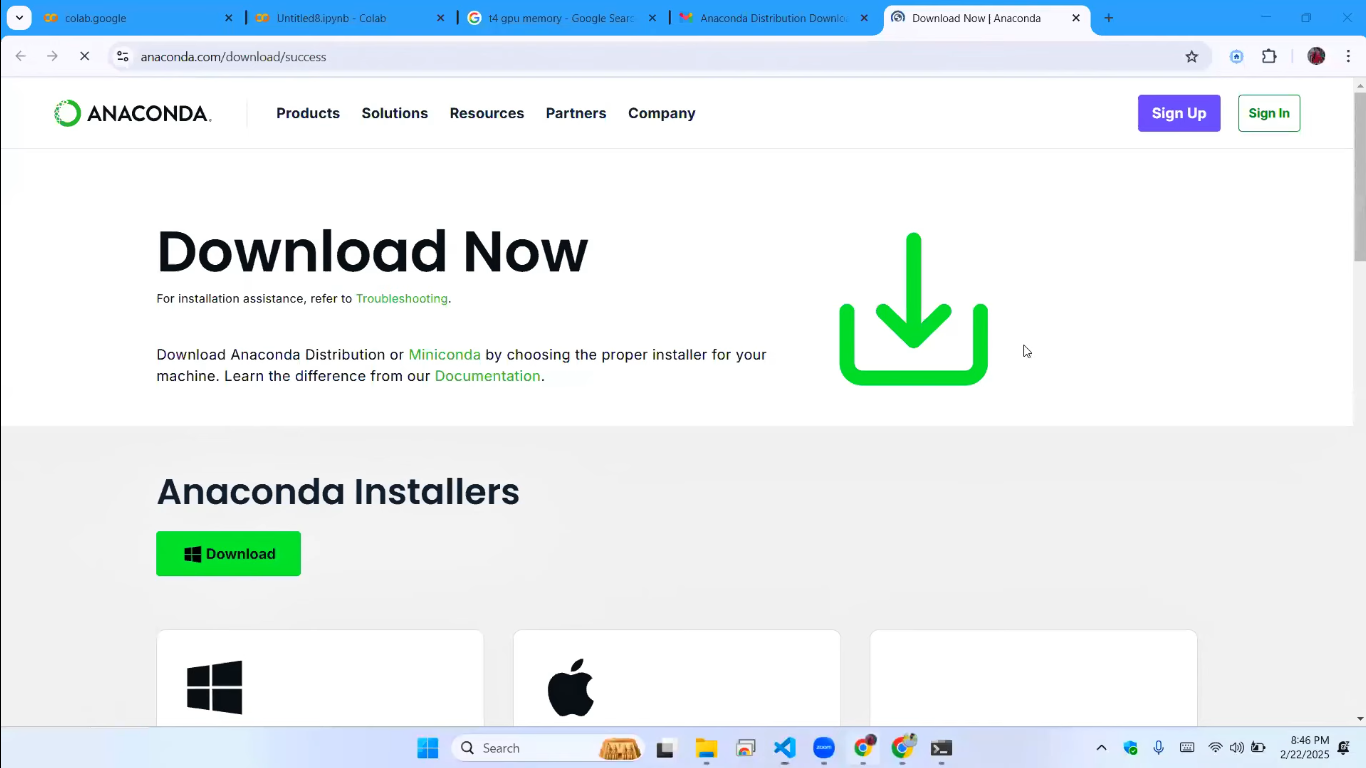 colab.google
Untitled8.ipynb - Colab
t4 gpu memory - Google Searc
Anaconda Distribution Downlo
Download Now | Anaconda
anaconda.com/download/success
ANACONDA.
Products
Solutions
Resources
Partners
Company
Sign Up
Sign In
Download Now
For installation assistance, refer to Troubleshooting.
Download Anaconda Distribution or Miniconda by choosing the proper installer for your
machine. Learn the difference from our Documentation.
Anaconda Installers
Download
Search
zoom
8:46 PM
2/22/2025